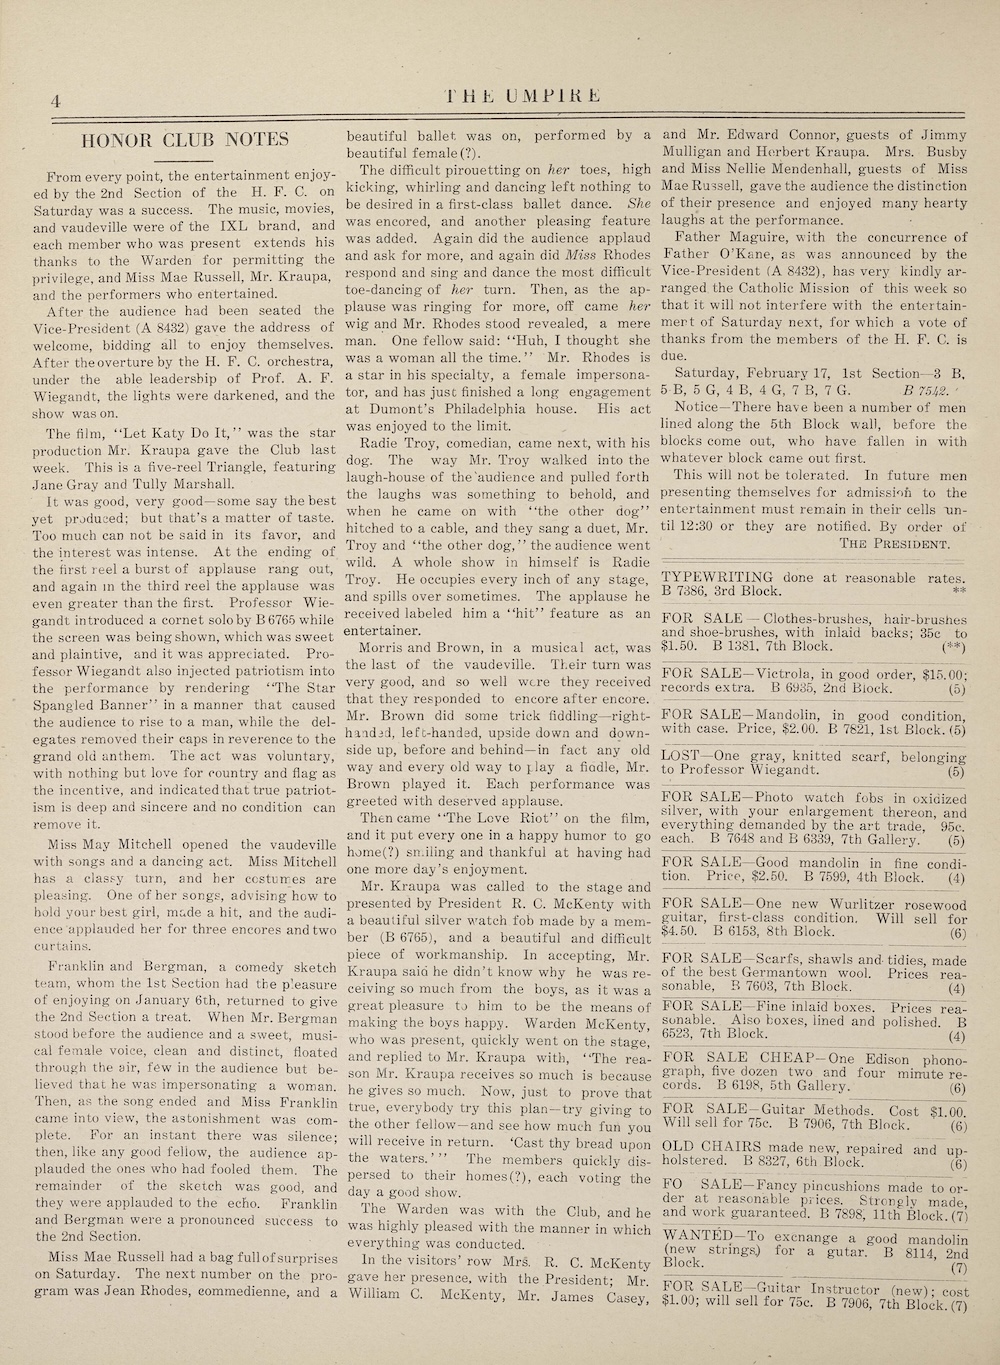 4
THE UMPIRE
HONOR CLUB NOTES
From every point, the entertainment enjoy-
ed by the 2nd Section of the H. F. C. on
Saturday was a success. The music, movies,
and vaudeville were of the IXL brand, and
each member who was present extends his
thanks to the Warden for permitting the
privilege, and Miss Mae Russell, Mr. Kraupa,
and the performers who entertained.
After the audience had been seated the
Vice-President (A 8432) gave the address of
welcome, bidding all to enjoy themselves.
After the overture by the H. F. C. orchestra,
under the able leadership of Prof. A. F.
Wiegandt, the lights were darkened, and the
show was on.
The film, "Let Katy Do It," was the star
production Mr. Kraupa gave the Club last
week. This is a five-reel Triangle, featuring
Jane Gray and Tully Marshall.
It was good, very good—some say the best
yet produced; but that's a matter of taste.
Too much can not be said in its favor, and
the interest was intense. At the ending of
the first reel a burst of applause rang out,
and again in the third reel the applause was
even greater than the first. Professor Wie-
gandt introduced a cornet solo by B 6765 while
the screen was being shown, which was sweet
and plaintive, and it was appreciated. Pro-
fessor Wiegandt also injected patriotism into
the performance by rendering "The Star
Spangled Banner" in a manner that caused
the audience to rise to a man, while the del-
egates removed their caps in reverence to the
grand old anthem. The act was voluntary,
with nothing but love for country and flag as
the incentive, and indicated that true patriot-
ism is deep and sincere and no condition can
remove it.
Miss May Mitchell opened the vaudeville
with songs and a dancing act. Miss Mitchell
has a classy turn, and her costumes are
pleasing. One of her songs, advising how to
hold your best girl, made a hit, and the audi-
ence applauded her for three encores and two
curtains.
Franklin and Bergman, a comedy sketch
team, whom the 1st Section had the pleasure
of enjoying on January 6th, returned to give
the 2nd Section a treat. When Mr. Bergman
stood before the audience and a sweet, musi-
cal female voice, clean and distinct, floated
through the air, few in the audience but be-
lieved that he was impersonating a woman.
Then, as the song ended and Miss Franklin
came into view, the astonishment was com-
plete. For an instant there was silence;
then, like any good fellow, the audience ap-
plauded the ones who had fooled them. The
remainder of the sketch was good, and
they were applauded to the echo. Franklin
and Bergman were a pronounced success to
the 2nd Section.
Miss Mae Russell had a bag full of surprises
on Saturday. The next number on the pro-
gram was Jean Rhodes, commedienne, and a
beautiful ballet was on, performed by a
beautiful female(?).
The difficult pirouetting on her toes, high
kicking, whirling and dancing left nothing to
be desired in a first-class ballet dance. She
was encored, and another pleasing feature
was added. Again did the audience applaud
and ask for more, and again did Miss Rhodes
respond and sing and dance the most difficult
toe-dancing of her turn. Then, as the ap-
plause was ringing for more, off came her
wig and Mr. Rhodes stood revealed, a mere
man. One fellow said: "Huh, I thought she
was a woman all the time." Mr. Rhodes is
a star in his specialty, a female impersona-
tor, and has just finished a long engagement
at Dumont's Philadelphia house. His act
was enjoyed to the limit.
Radie Troy, comedian, came next, with his
dog. The way Mr. Troy walked into the
laugh-house of the audience and pulled forth
the laughs was something to behold, and
when he came on with "the other dog"
hitched to a cable, and they sang a duet, Mr.
Troy and "the other dog," the audience went
wild. A whole show in himself is Radie
Troy. He occupies every inch of any stage,
and spills over sometimes. The applause he
received labeled him a "hit" feature as an
entertainer.
Morris and Brown, in a musical act, was
the last of the vaudeville. Their turn was
very good, and so well were they received
that they responded to encore after encore.
Mr. Brown did some trick fiddling—right-
handed, left-handed, upside down and down-
side up, before and behind—in fact any old
way and every old way to play a fiddle, Mr.
Brown played it. Each performance was
greeted with deserved applause.
Then came "The Love Riot" on the film,
and it put every one in a happy humor to go
home(?) smiling and thankful at having had
one more day's enjoyment.
Mr. Kraupa was called to the stage and
presented by President R. C. McKenty with
a beautiful silver watch fob made by a mem-
ber (B 6765), and a beautiful and difficult
piece of workmanship. In accepting, Mr.
Kraupa said he didn't know why he was re-
ceiving so much from the boys, as it was a
great pleasure to him to be the means of
making the boys happy. Warden McKenty,
who was present, quickly went on the stage,
and replied to Mr. Kraupa with, "The rea-
son Mr. Kraupa receives so much is because
he gives so much. Now, just to prove that
true, everybody try this plan—try giving to
the other fellow—and see how much fun you
will receive in return. 'Cast thy bread upon
the waters.'" The members quickly dis-
persed to their homes(?), each voting the
day a good show.
The Warden was with the Club, and he
was highly pleased with the manner in which
everything was conducted.
In the visitors' row Mrs. R. C. McKenty
gave her presence, with the President; Mr.
William C. McKenty, Mr. James Casey,
and Mr. Edward Connor, guests of Jimmy
Mulligan and Herbert Kraupa. Mrs. Busby
and Miss Nellie Mendenhall, guests of Miss
Mae Russell, gave the audience the distinction
of their presence and enjoyed many hearty
laughs at the performance.
Father Maguire, with the concurrence of
Father O'Kane, as was announced by the
Vice-President (A 8432), has very kindly ar-
ranged the Catholic Mission of this week so
that it will not interfere with the entertain-
ment of Saturday next, for which a vote of
thanks from the members of the H. F. C. is
due.
Saturday, February 17, 1st Section—3 B,
5 B, 5 G, 4 B, 4 G, 7 B, 7 G. B 7542.
Notice—There have been a number of men
lined along the 5th Block wall, before the
blocks come out, who have fallen in with
whatever block came out first.
This will not be tolerated. In future men
presenting themselves for admission to the
entertainment must remain in their cells un-
til 12:30 or they are notified. By order of
THE PRESIDENT.
TYPEWRITING done at reasonable rates.
B 7386, 3rd Block. **
FOR SALE—Clothes-brushes, hair-brushes
and shoe-brushes, with inlaid backs; 35c to
$1.50. B 1381, 7th Block. (**)
FOR SALE—Victrola, in good order, $15.00;
records extra. B 6935, 2nd Block. (5)
FOR SALE—Mandolin, in good condition,
with case. Price, $2.00. B 7821, 1st Block. (5)
LOST—One gray, knitted scarf, belonging
to Professor Wiegandt. (5)
FOR SALE—Photo watch fobs in oxidized
silver, with your enlargement thereon, and
everything demanded by the art trade, 95c.
each. B 7648 and B 6339, 7th Gallery. (5)
FOR SALE—Good mandolin in fine condi-
tion. Price, $2.50. B 7599, 4th Block. (4)
FOR SALE—One new Wurlitzer rosewood
guitar, first-class condition. Will sell for
$4.50. B 6153, 8th Block. (6)
FOR SALE—Scarfs, shawls and tidies, made
of the best Germantown wool. Prices rea-
sonable, B 7603, 7th Block. (4)
FOR SALE—Fine inlaid boxes. Prices rea-
sonable. Also boxes, lined and polished. B
6523, 7th Block. (4)
FOR SALE CHEAP—One Edison phono-
graph, five dozen two and four minute re-
cords. B 6198, 5th Gallery. (6)
FOR SALE—Guitar Methods. Cost $1.00.
Will sell for 75c. B 7906, 7th Block. (6)
OLD CHAIRS made new, repaired and up-
holstered. B 8327, 6th Block. (6)
FO SALE—Fancy pincushions made to or-
der at reasonable prices. Strongly made,
and work guaranteed. B 7898, 11th Block. (7)
WANTED—To excnange a good mandolin
(new strings,) for a gutar. B 8114, 2nd
Block. (7)
FOR SALE—Guitar Instructor (new); cost
$1.00; will sell for 75c. B 7906, 7th Block. (7)